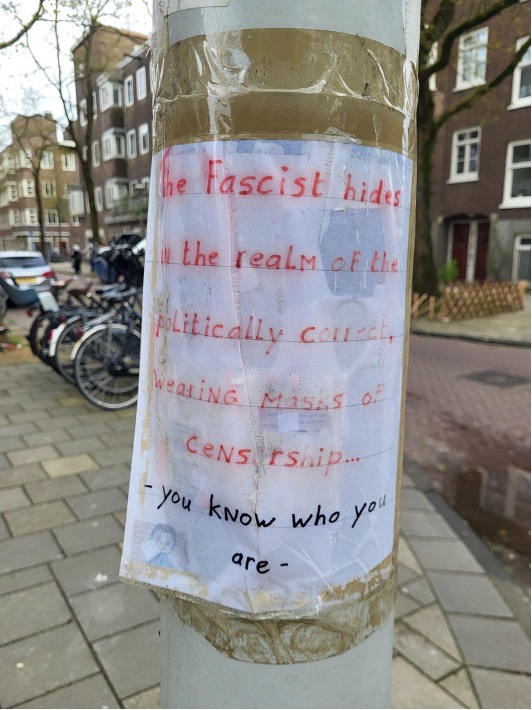 The Fascist hides
in the realm of the
politically correct,
wearing masks of
censorship...
- you know who you
are -